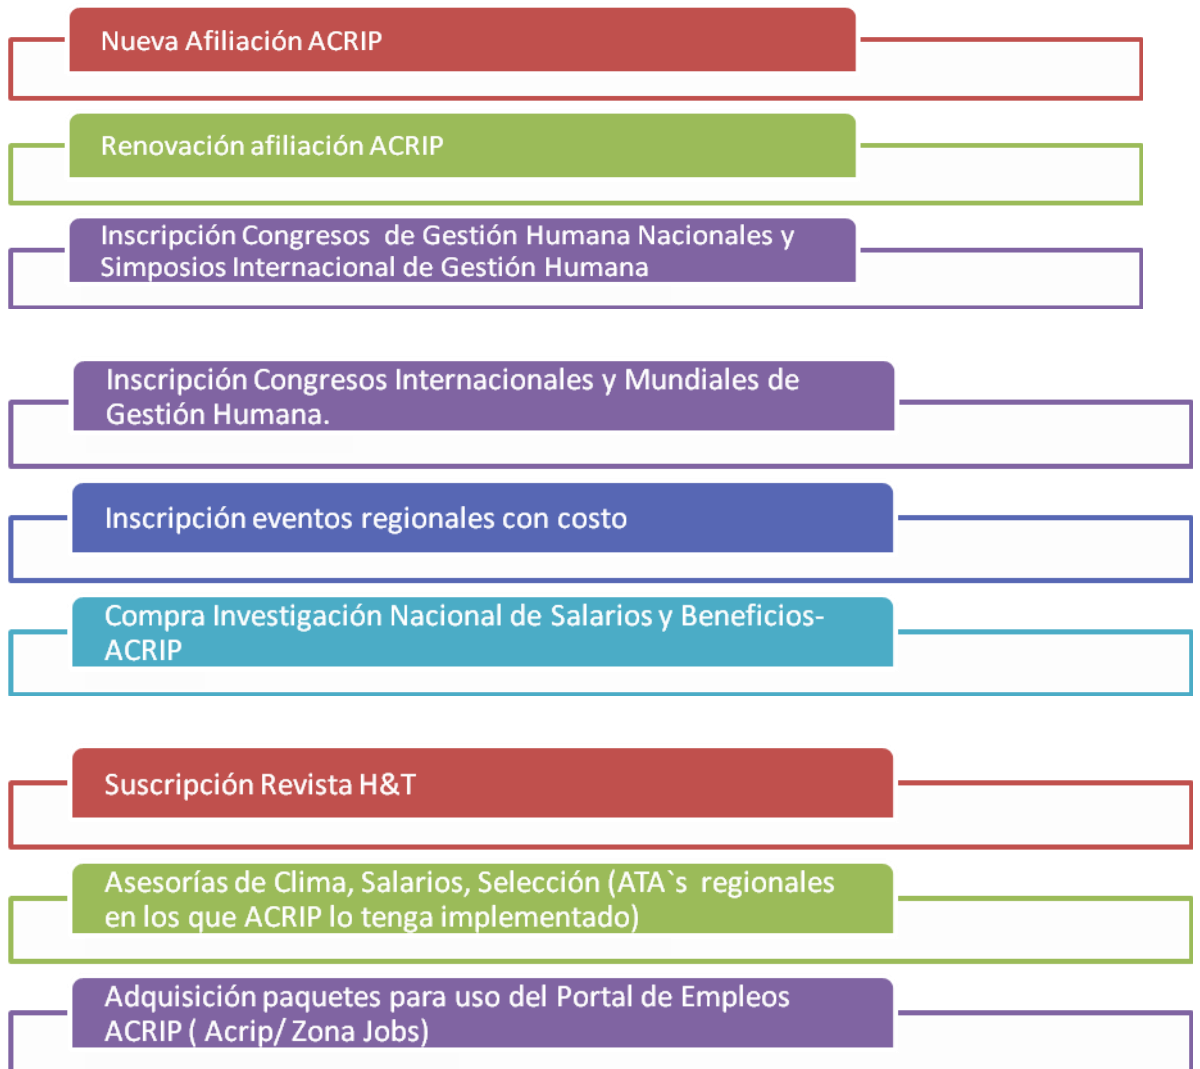 Nueva Afiliación ACRIP
Renovación afiliación ACRIP
Inscripción Congresos de Gestión Humana Nacionales y
Simposios Internacional de Gestión Humana
Inscripción Congresos Internacionales y Mundiales de
Gestión Humana.
Inscripción eventos regionales con costo
Compra Investigación Nacional de Salarios y Beneficios-
ACRIP
Suscripción Revista H&T
Asesorías de Clima, Salarios, Selección (ATA`s regionales
en los que ACRIP lo tenga implementado)
Adquisición paquetes para uso del Portal de Empleos
ACRIP ( Acrip/ Zona Jobs)